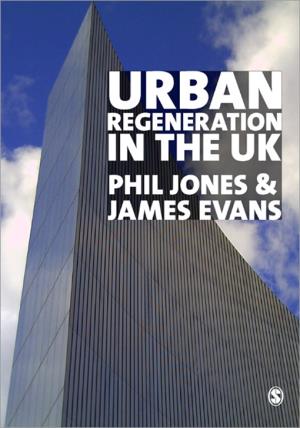 URBAN
REGENERATION
IN THE UK
PHIL JONES &
JAMES EVANS
S